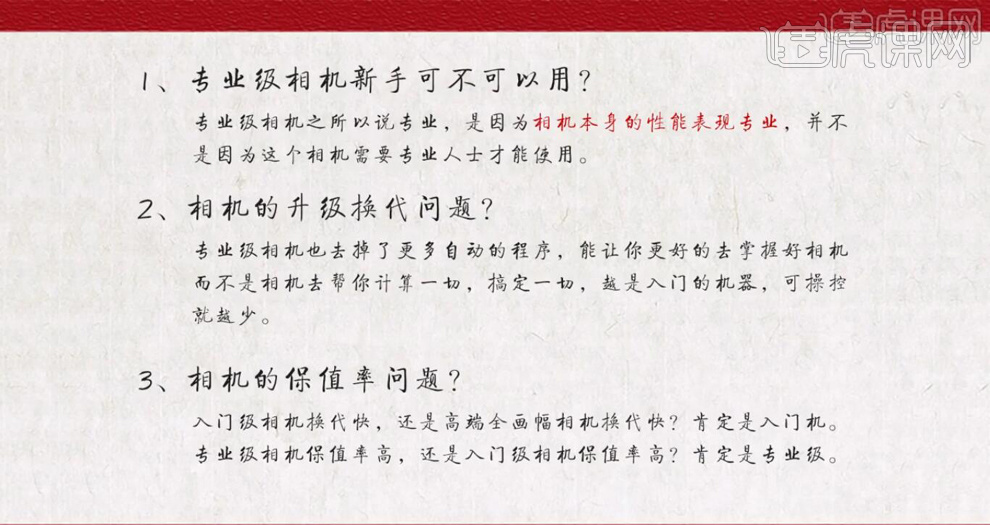 虎课网
1、专业级相机新手可不可以用?
专业级相机之所以说专业，是因为相机本身的性能表现专业，并不
是因为这个相机需要专业人士才能使用。
2、相机的升级换代问题?
专业级相机也去掉了更多自动的程序，能让你更好的去掌握好相机
而不是相机去帮你计算一切，搞定一切，越是入门的机器，可操控
就越少。
3、相机的保值率问题?
入门级相机换代快，还是高端全画幅相机换代快？肯定是入门机。
专业级相机保值率高，还是入门级相机保值率高？肯定是专业级。